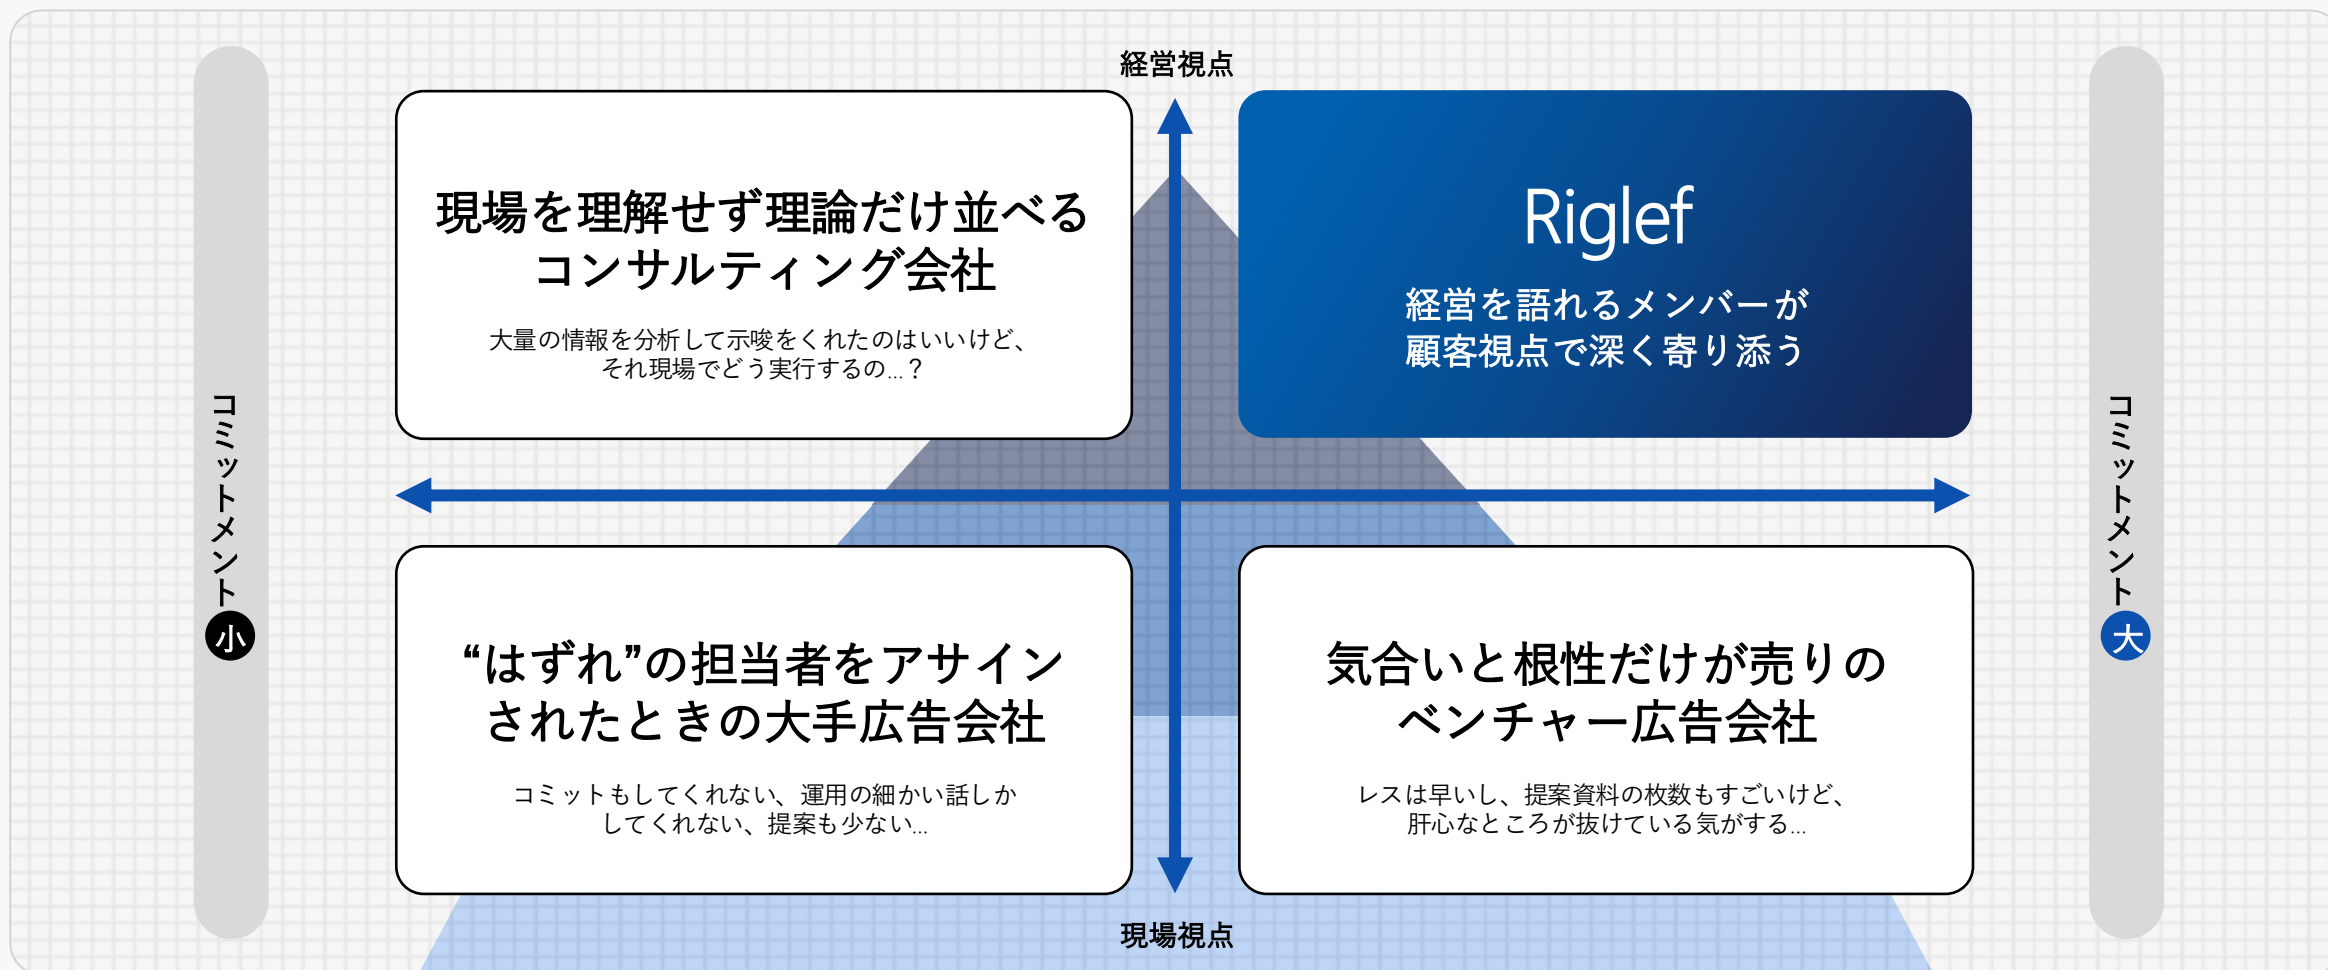 経営視点
現場を理解せず理論だけ並べる
コンサルティング会社
大量の情報を分析して示唆をくれたのはいいけど、
それ現場でどう実行するの...？
Riglef
経営を語れるメンバーが
顧客視点で深く寄り添う
コミットメント小
コミットメント大
“はずれ”の担当者をアサイン
されたときの大手広告会社
コミットもしてくれない、運用の細かい話しか
してくれない、提案も少ない...
気合いと根性だけが売りの
ベンチャー広告会社
レスは早いし、提案資料の枚数もすごいけど、
肝心なところが抜けている気がする...
現場視点